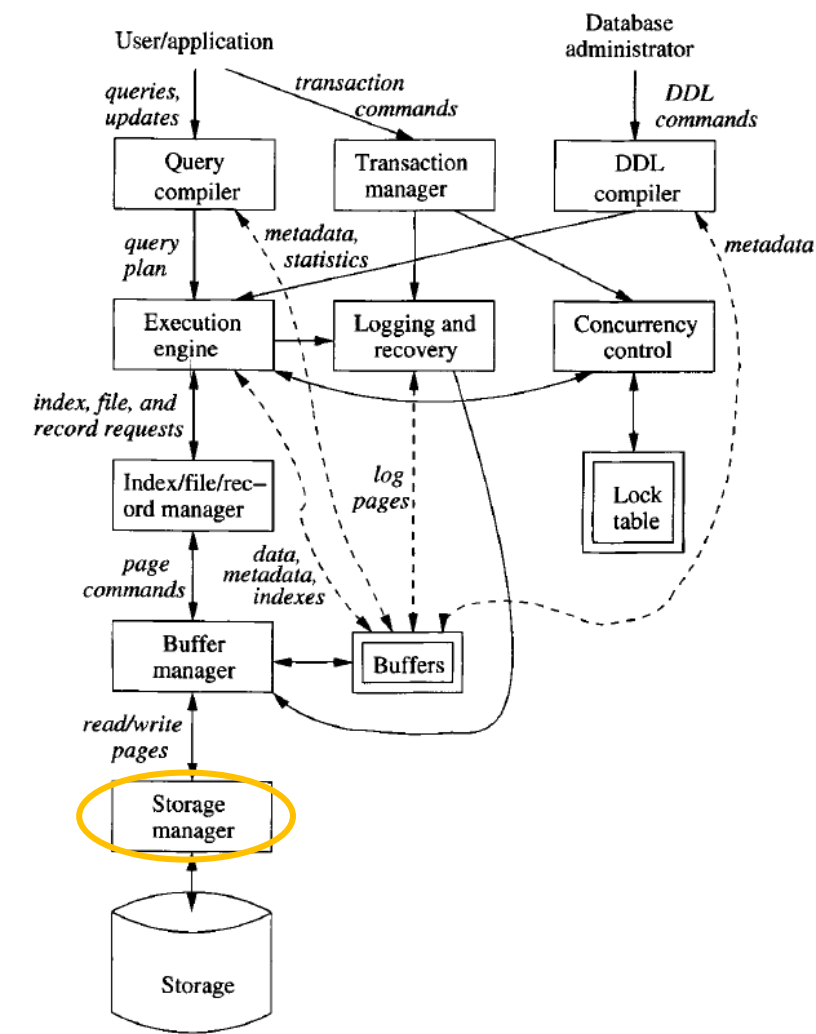 User/application
Database
administrator
queries,
updates
transaction
commands
DDL
commands
Query
compiler
Transaction
manager
DDL
compiler
query
plan
metadata,
statistics
metadata
Execution
engine
Logging and
recovery
Concurrency
control
index, file, and
record requests
Index/file/rec–
ord manager
log
pages
Lock
table
page
commands
data,
metadata,
indexes
Buffer
manager
Buffers
read/write
pages
Storage
manager
Storage